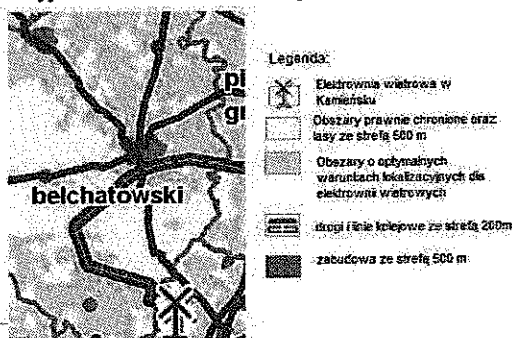 pi
gr
bełchatowski
Legenda:
Elektrownia wiatrowa w
Kamieńsku
Obszary prawnie chronione oraz
lasy ze strefą 500 m
Obszary o optymalnych
warunkach lokalizacyjnych dla
elektrowni wiatrowych
drogi i linie kolejowe ze strefą 200m
zabudowa ze strefą 500 m